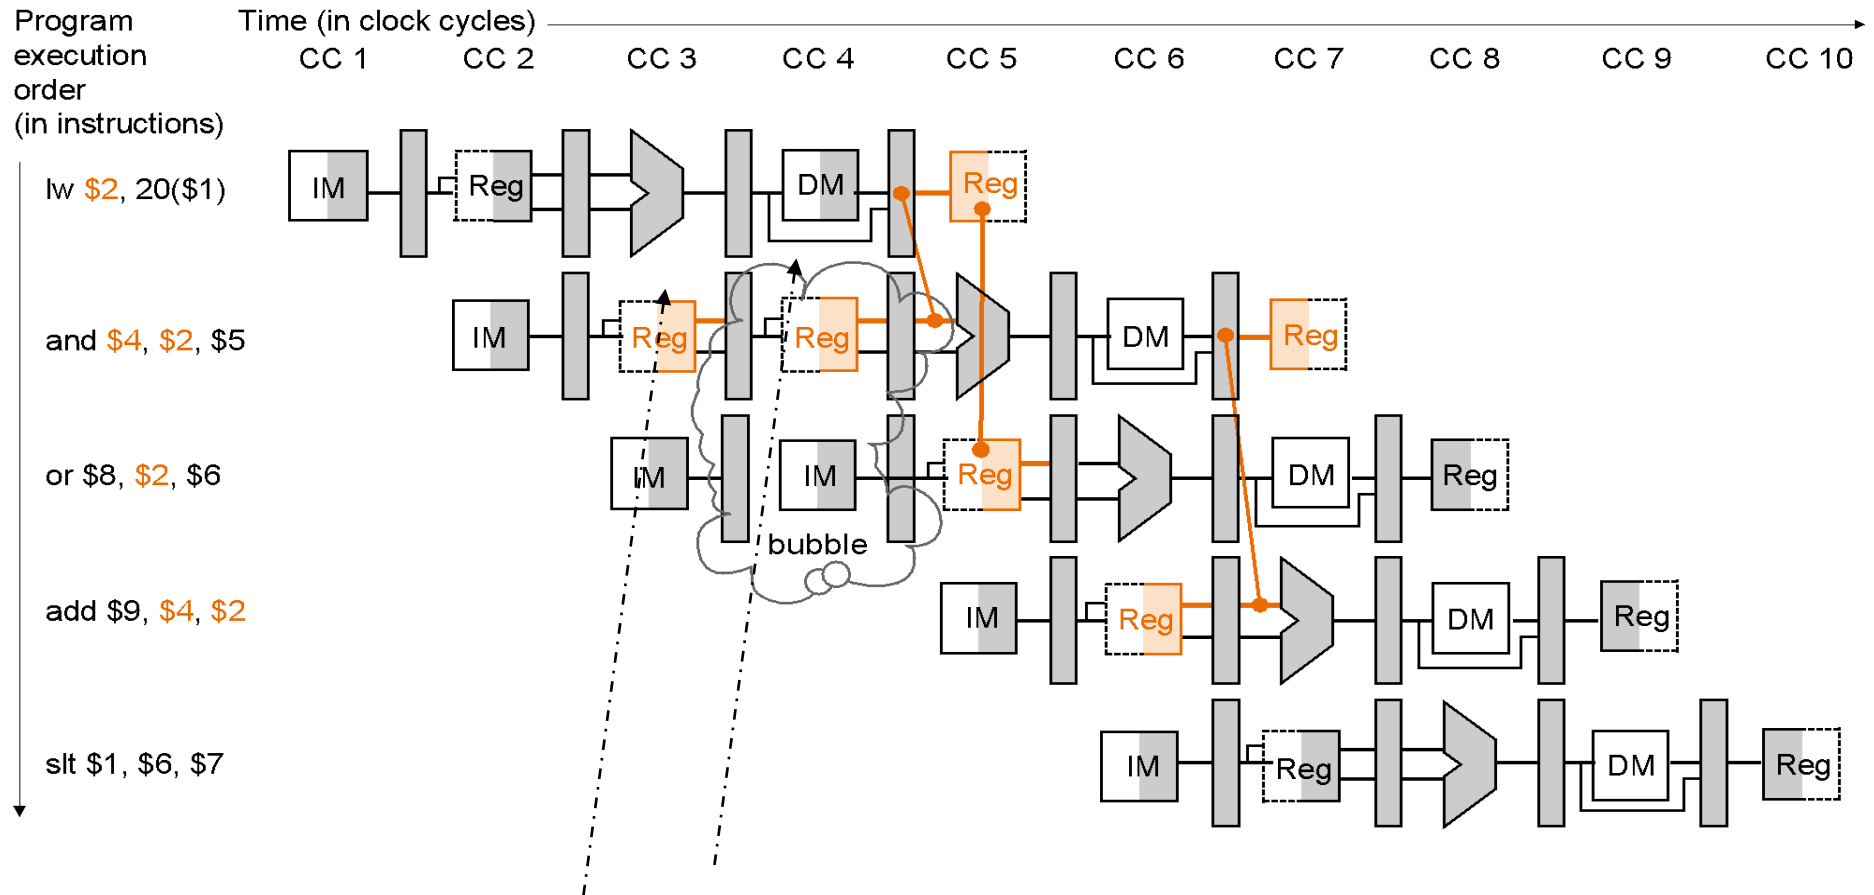 Program
execution
order
(in instructions)
Time (in clock cycles)
CC 1 CC 2 CC 3 CC 4 CC 5 CC 6 CC 7 CC 8 CC 9 CC 10
lw $2, 20($1) IM Reg DM Reg
and $4, $2, $5 IM Reg Reg DM Reg
or $8, $2, $6 IM IM Reg DM Reg
bubble
add $9, $4, $2 IM Reg DM Reg
slt $1, $6, $7 IM Reg DM Reg